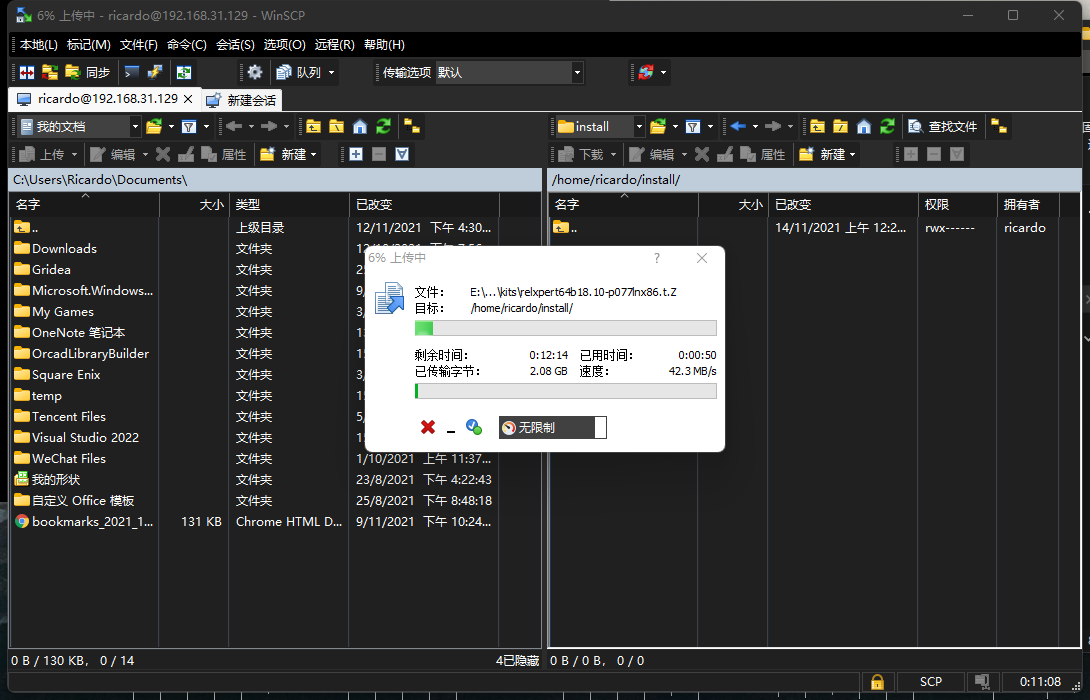 6% 上传中 - ricardo@192.168.31.129 - WinSCP
本地(L) 标记(M) 文件(F) 命令(C) 会话(S) 选项(O) 远程(R) 帮助(H)
同步 队列 传输选项 默认
ricardo@192.168.31.129 新建会话
我的文档 install 查找文件
上传 编辑 属性 新建 下载 编辑 属性 新建
C:\Users\Ricardo\Documents\ /home/ricardo/install/
名字 大小 类型 已改变 名字 大小 已改变 权限 拥有者
.. 上级目录 12/11/2021 下午 4:30... .. 14/11/2021 上午 12:2... rwx------ ricardo
Downloads 文件夹
Gridea 文件夹
Microsoft.Windows... 文件夹
My Games 文件夹
OneNote 笔记本 文件夹
OrcadLibraryBuilder 文件夹
Square Enix 文件夹
temp 文件夹
Tencent Files 文件夹
Visual Studio 2022 文件夹
WeChat Files 文件夹 1/10/2021 上午 11:37...
我的形状 文件夹 23/8/2021 下午 4:22:43
自定义 Office 模板 文件夹 25/8/2021 下午 8:48:18
bookmarks_2021_1... 131 KB Chrome HTML D... 9/11/2021 下午 10:24...
6% 上传中 ?
文件: E:\...\kits\relxpert64b18.10-p077lnx86.t.Z
目标: /home/ricardo/install/
剩余时间: 0:12:14 已用时间: 0:00:50
已传输字节: 2.08 GB 速度: 42.3 MB/s
无限制
0 B / 130 KB, 0 / 14 4已隐藏 0 B / 0 B, 0 / 0
SCP 0:11:08